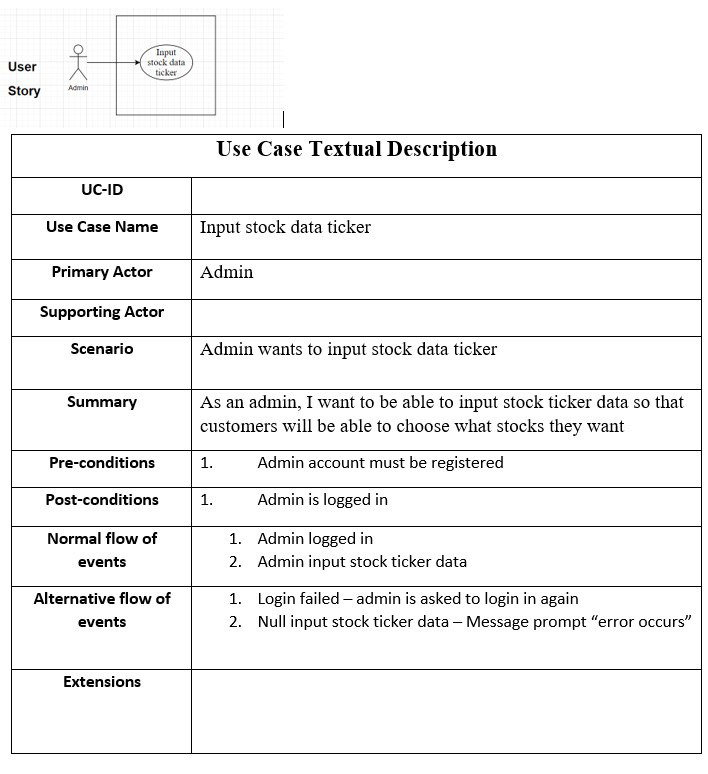 User
Story
Admin
Input
stock data
ticker
Use Case Textual Description
UC-ID
Use Case Name
Input stock data ticker
Primary Actor
Admin
Supporting Actor
Scenario
Admin wants to input stock data ticker
Summary
As an admin, I want to be able to input stock ticker data so that
customers will be able to choose what stocks they want
Pre-conditions
1. Admin account must be registered
Post-conditions
1. Admin is logged in
Normal flow of
events
1. Admin logged in
2. Admin input stock ticker data
Alternative flow of
events
1. Login failed – admin is asked to login in again
2. Null input stock ticker data – Message prompt “error occurs”
Extensions